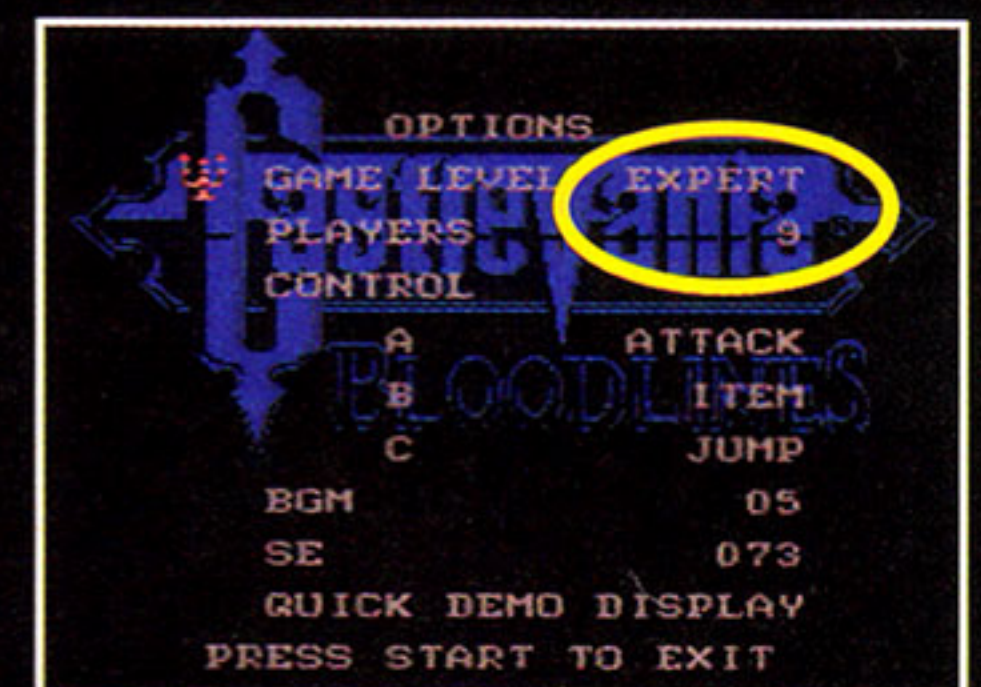 OPTIONS
GAME LEVEL EXPERT
PLAYERS 9
CONTROL
A ATTACK
B ITEM
C JUMP
BGM 05
SE 073
QUICK DEMO DISPLAY
PRESS START TO EXIT
Castlevania
BLOODLINES